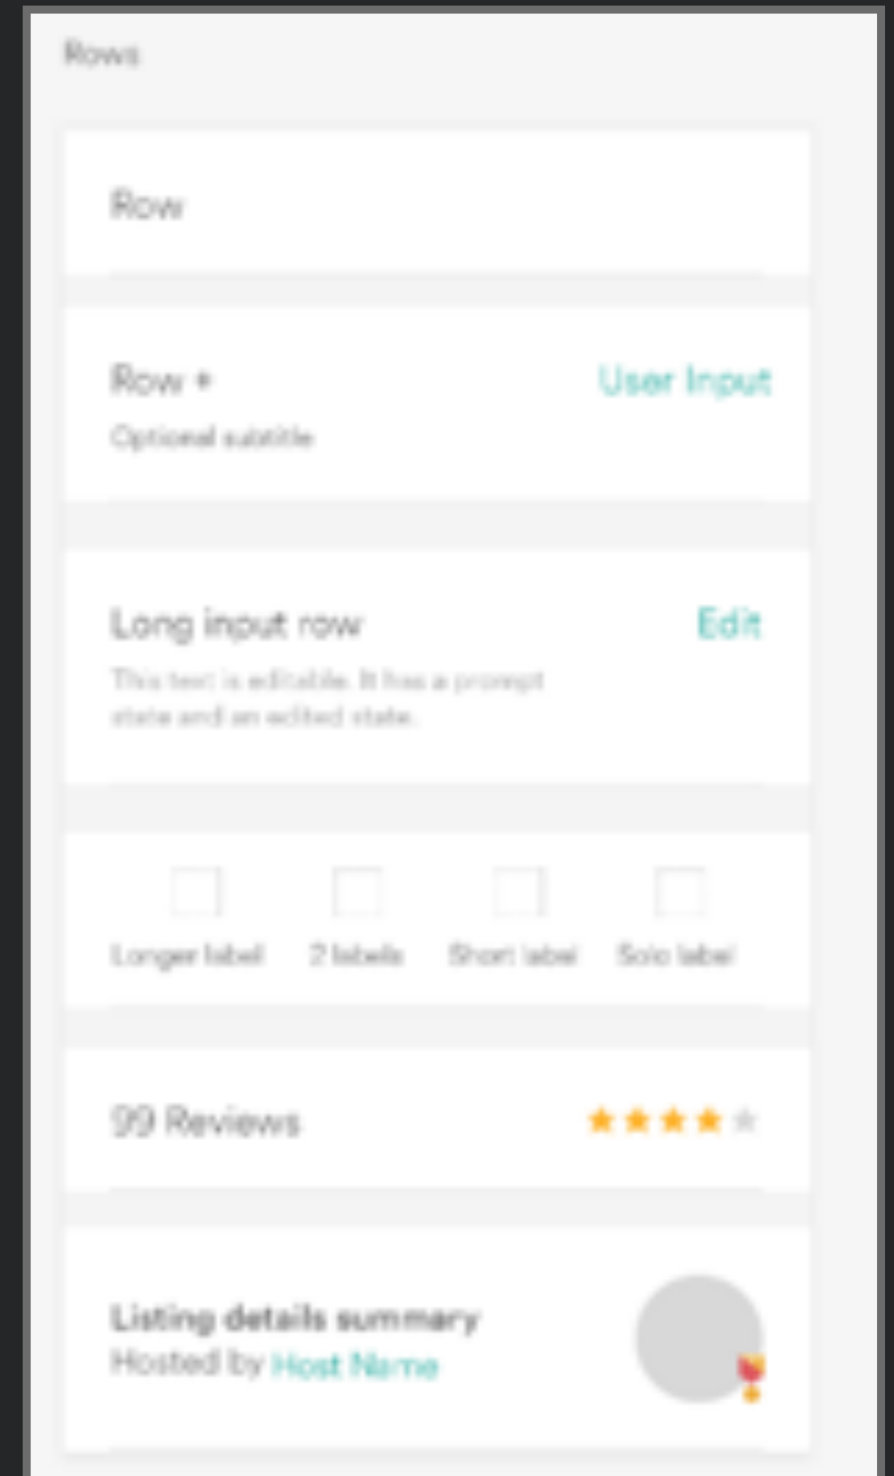 Rows
Row
Row +
User Input
Optional subtitle
Long input row
Edit
This text is editable. It has a prompt
state and an edited state.
Longer label
2 labels
Short label
Solo label
99 Reviews
Listing details summary
Hosted by Host Name